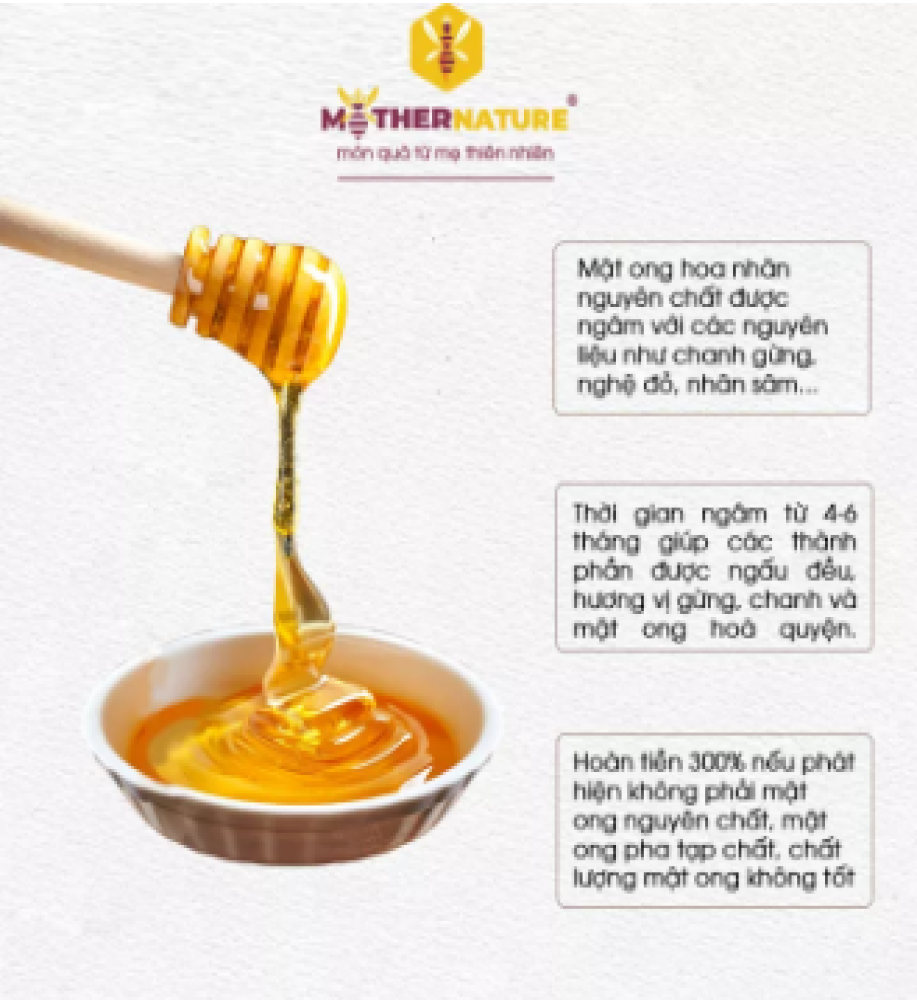 MOTHERNATURE®
món quà từ mẹ thiên nhiên
Mật ong hoa nhãn
nguyên chất được
ngâm với các nguyên
liệu như chanh gừng,
nghệ đỏ, nhân sâm...
Thời gian ngâm từ 4-6
tháng giúp các thành
phần được ngấu đều,
hương vị gừng, chanh và
mật ong hoà quyện.
Hoàn tiền 300% nếu phát
hiện không phải mật
ong nguyên chất, mật
ong pha tạp chất, chất
lượng mật ong không tốt